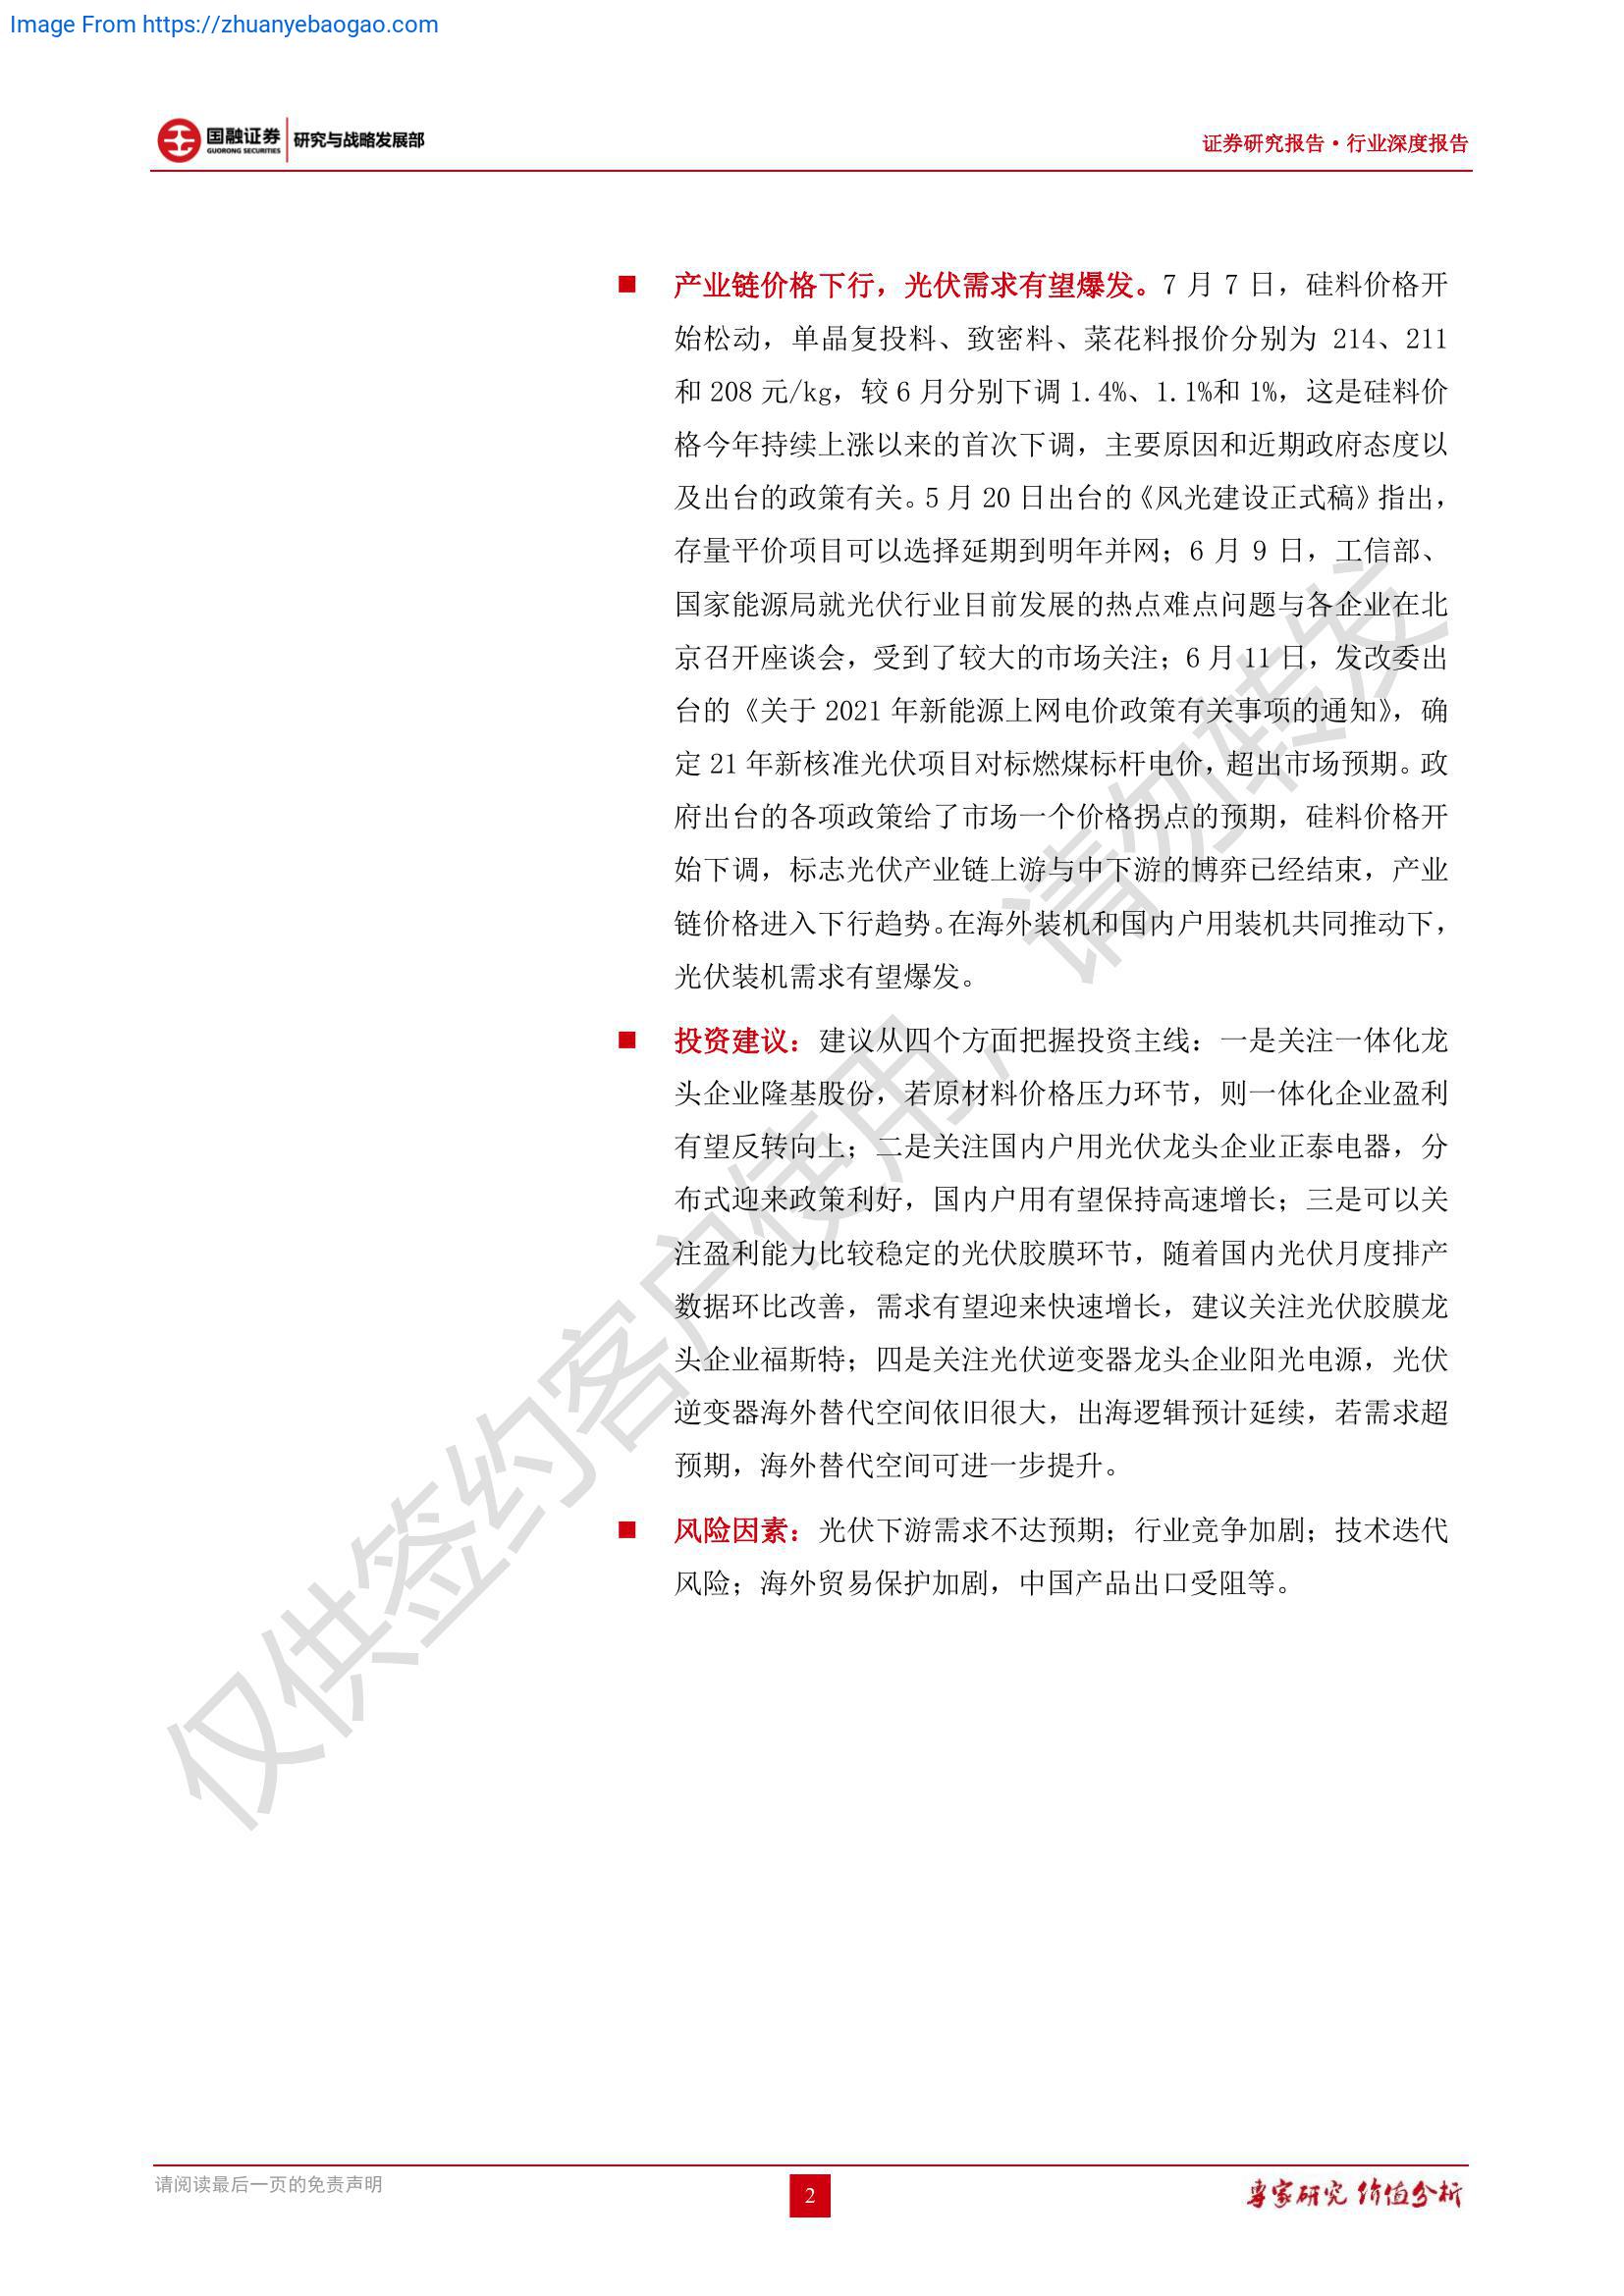 Image From https://zhuanyebaogao.com
国融证券 研究与战略发展部
GUORONG SECURITIES
证券研究报告·行业深度报告
■ 产业链价格下行，光伏需求有望爆发。7 月 7 日，硅料价格开
始松动，单晶复投料、致密料、菜花料报价分别为 214、211
和 208 元/kg，较 6 月分别下调 1.4%、1.1%和 1%，这是硅料价
格今年持续上涨以来的首次下调，主要原因和近期政府态度以
及出台的政策有关。5 月 20 日出台的《风光建设正式稿》指出，
存量平价项目可以选择延期到明年并网；6 月 9 日，工信部、
国家能源局就光伏行业目前发展的热点难点问题与各企业在北
京召开座谈会，受到了较大的市场关注；6 月 11 日，发改委出
台的《关于 2021 年新能源上网电价政策有关事项的通知》，确
定 21 年新核准光伏项目对标燃煤标杆电价，超出市场预期。政
府出台的各项政策给了市场一个价格拐点的预期，硅料价格开
始下调，标志光伏产业链上游与中下游的博弈已经结束，产业
链价格进入下行趋势。在海外装机和国内户用装机共同推动下，
光伏装机需求有望爆发。
■ 投资建议：建议从四个方面把握投资主线：一是关注一体化龙
头企业隆基股份，若原材料价格压力环节，则一体化企业盈利
有望反转向上；二是关注国内户用光伏龙头企业正泰电器，分
布式迎来政策利好，国内户用有望保持高速增长；三是可以关
注盈利能力比较稳定的光伏胶膜环节，随着国内光伏月度排产
数据环比改善，需求有望迎来快速增长，建议关注光伏胶膜龙
头企业福斯特；四是关注光伏逆变器龙头企业阳光电源，光伏
逆变器海外替代空间依旧很大，出海逻辑预计延续，若需求超
预期，海外替代空间可进一步提升。
■ 风险因素：光伏下游需求不达预期；行业竞争加剧；技术迭代
风险；海外贸易保护加剧，中国产品出口受阻等。
仅供签约客户使用，请勿转发
请阅读最后一页的免责声明
2
专家研究 价值分析